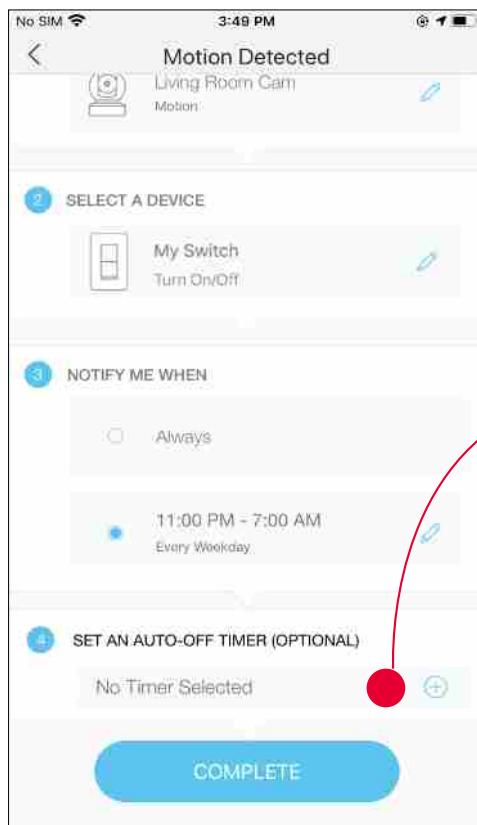 No SIM 3:49 PM
Motion Detected
Living Room Cam
Motion
2 SELECT A DEVICE
My Switch
Turn On/Off
3 NOTIFY ME WHEN
Always
11:00 PM - 7:00 AM
Every Weekday
4 SET AN AUTO-OFF TIMER (OPTIONAL)
No Timer Selected
COMPLETE